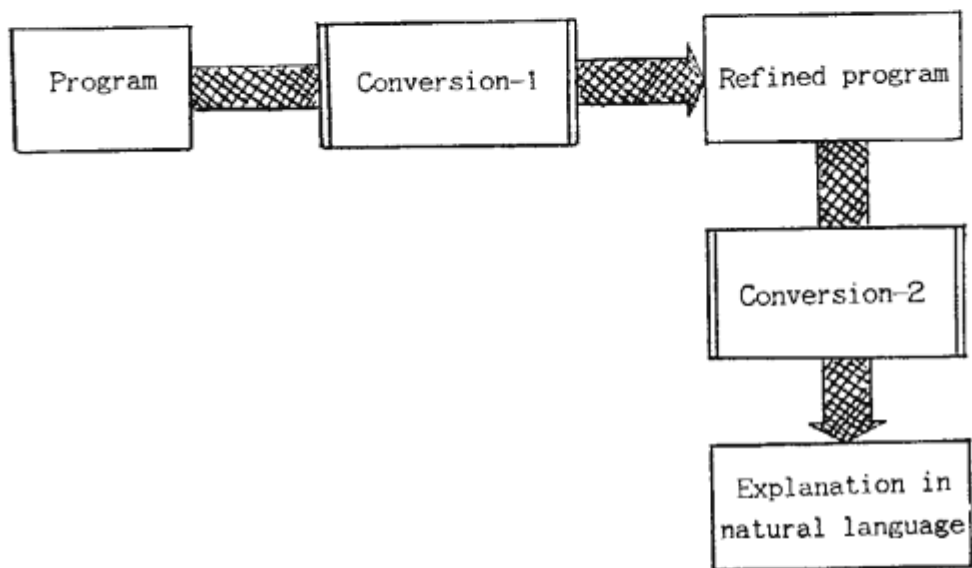 Program
Conversion-1
Refined program
Conversion-2
Explanation in
natural language